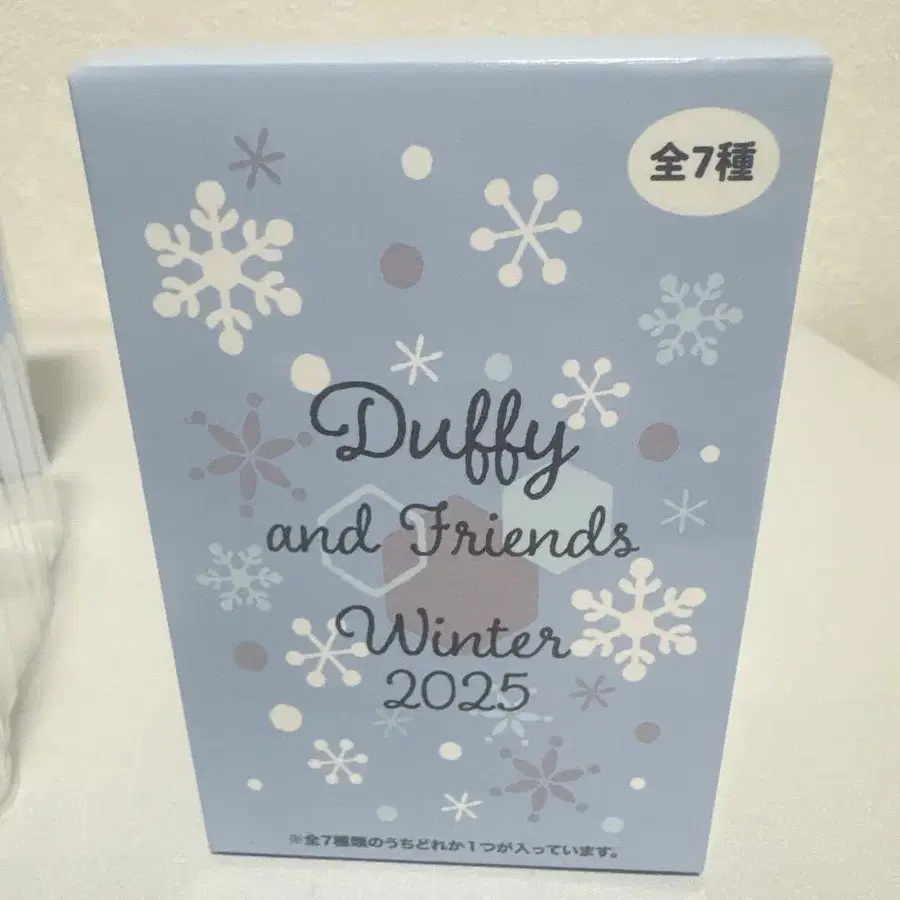 全7種
Duffy
and Friends
Winter
2025
※全7種類のうちどれか1つが入っています。